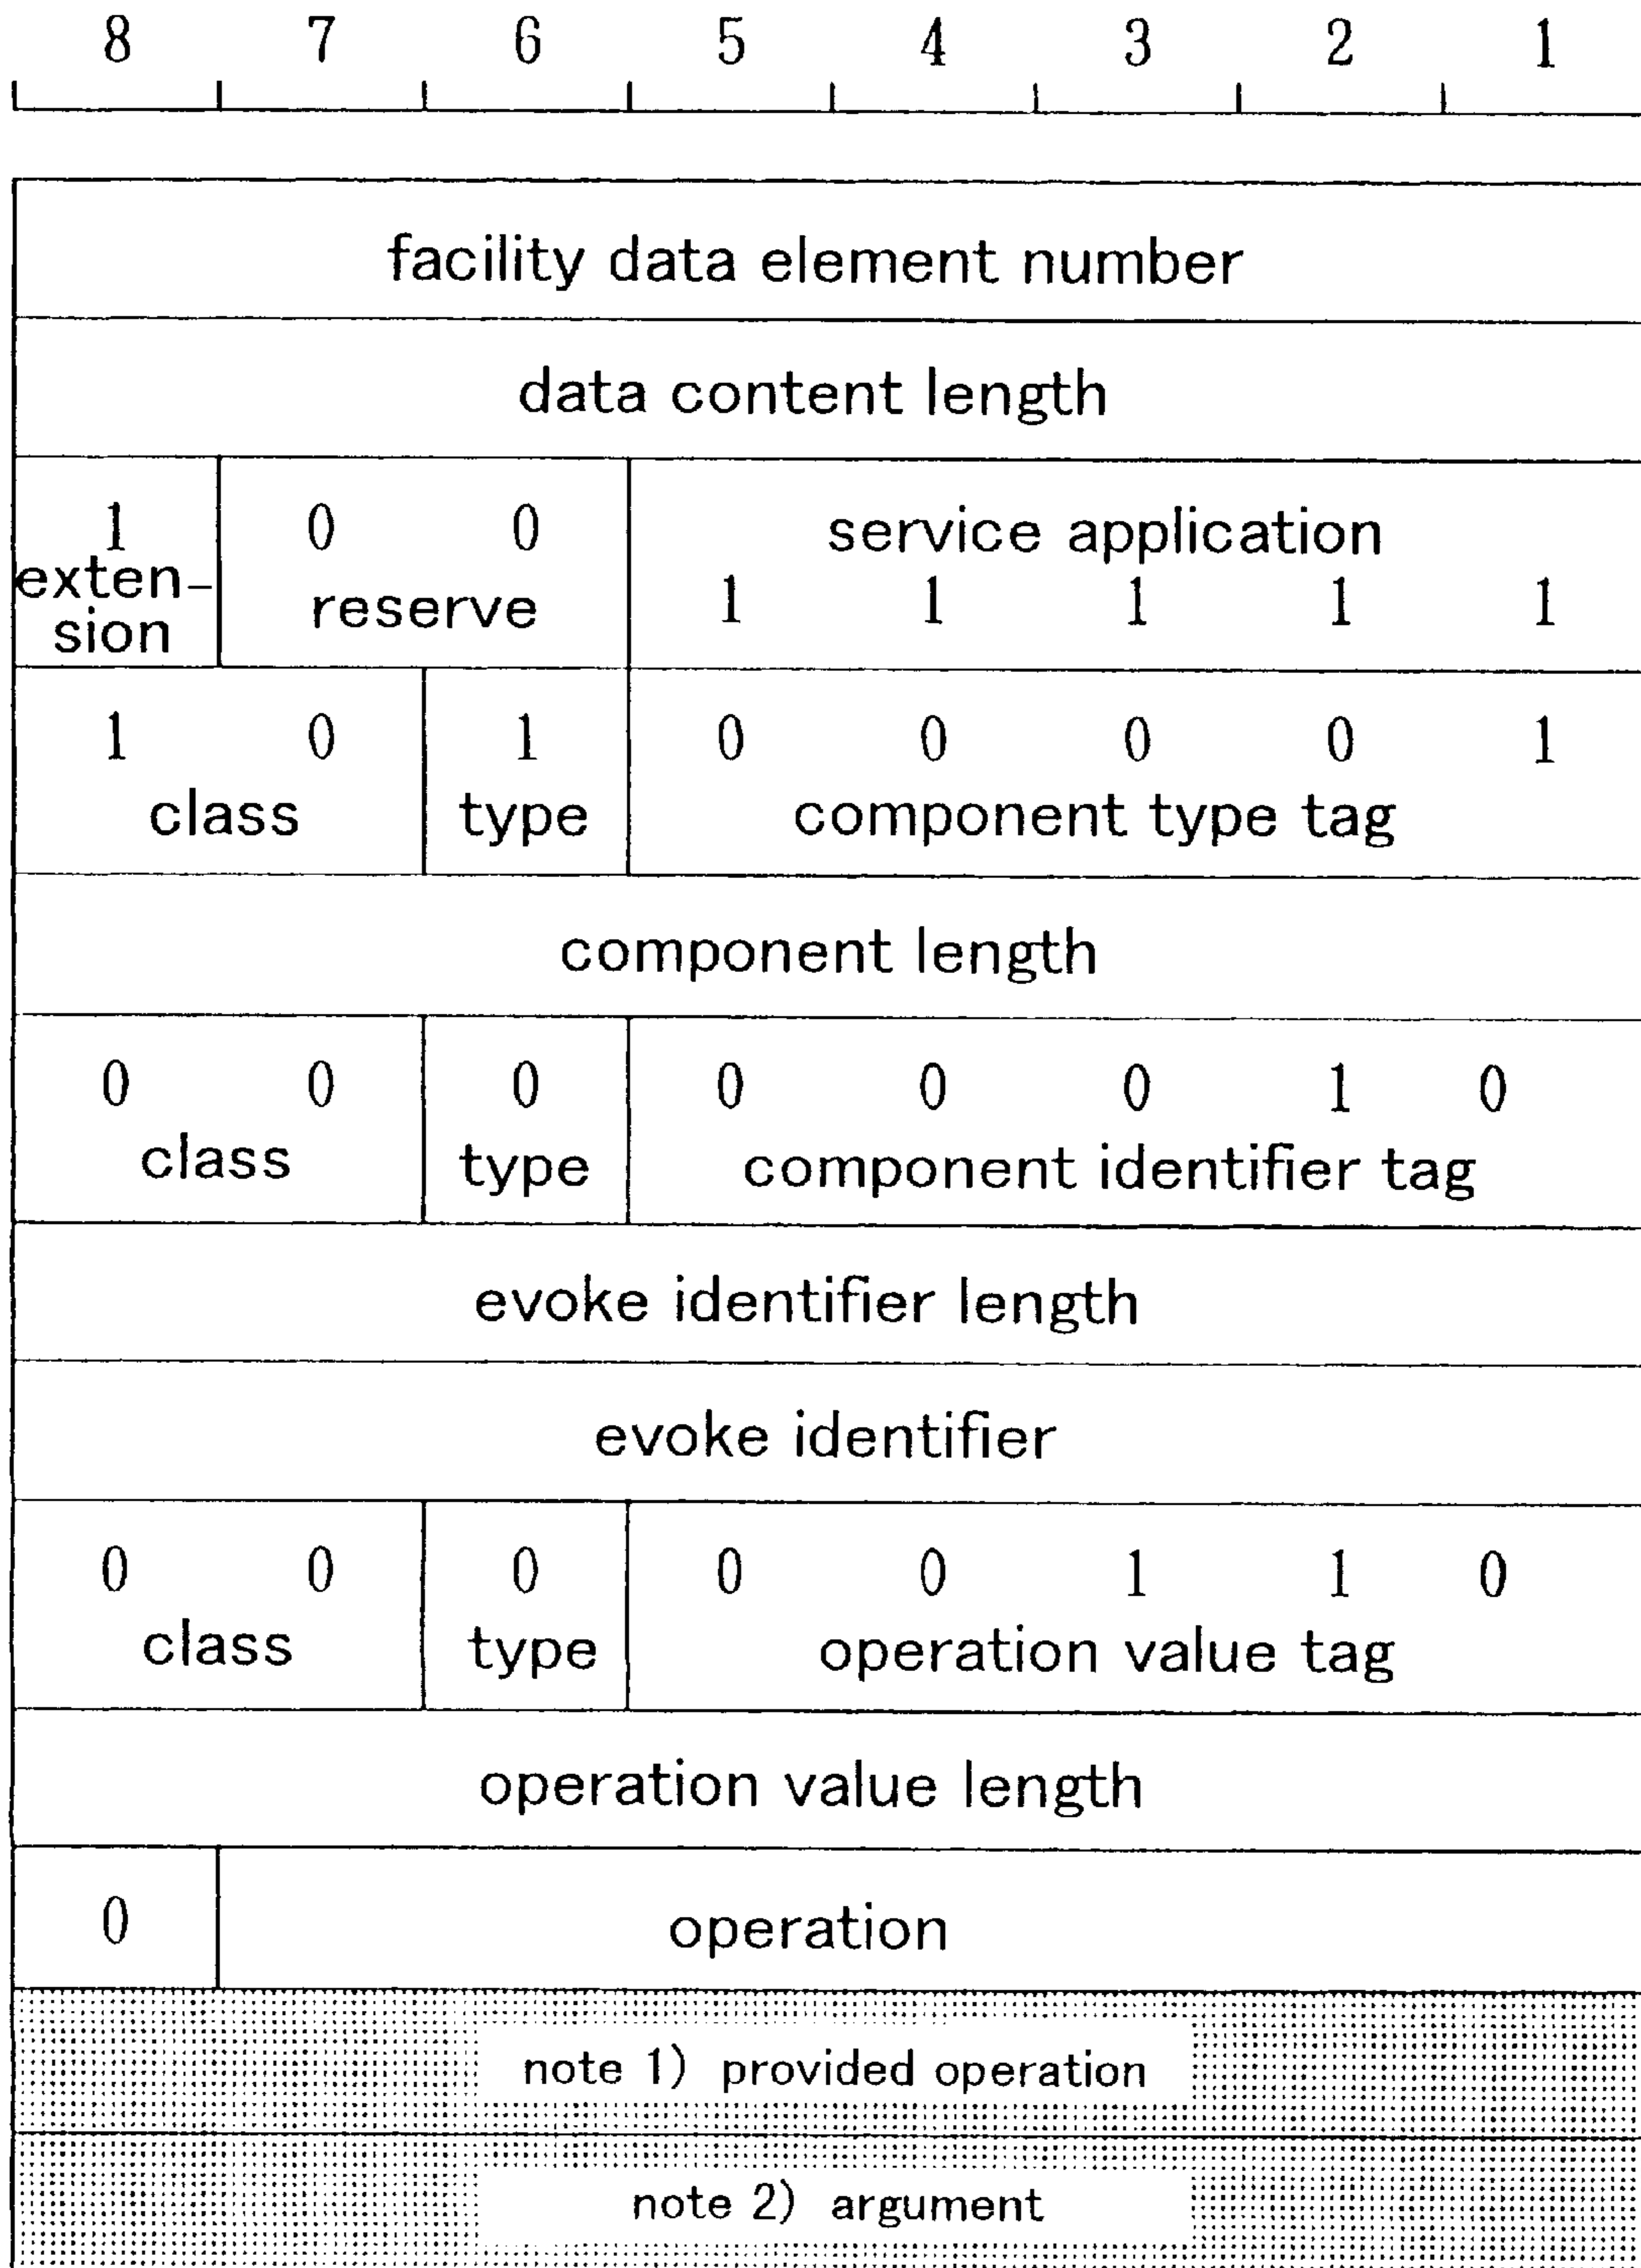 8 7 6 5 4 3 2 1
facility data element number
data content length
1 0 0 service application
exten-
sion
reserve
1 1 1 1 1
1 0 1 0 0 0 0 1
class type component type tag
component length
0 0 0 0 0 0 1 0
class type component identifier tag
evoke identifier length
evoke identifier
0 0 0 0 0 1 1 0
class type operation value tag
operation value length
0 operation
note 1) provided operation
note 2) argument